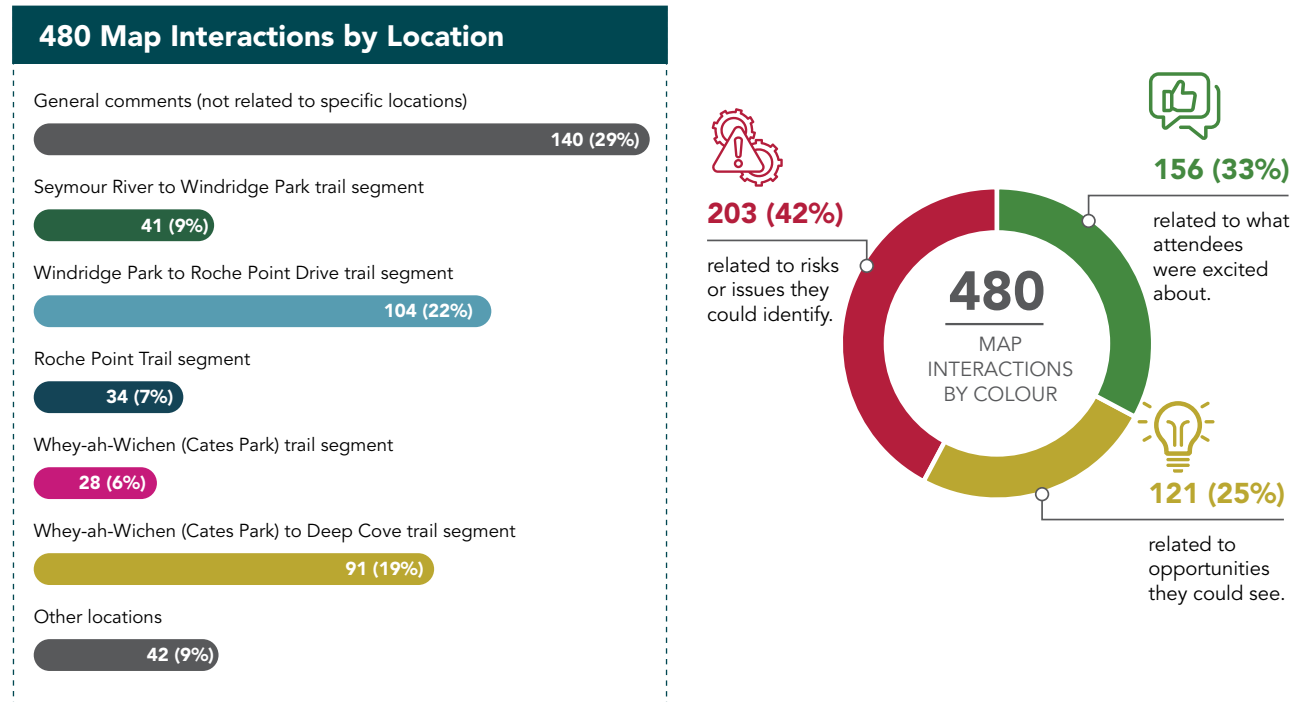 480 Map Interactions by Location
General comments (not related to specific locations)
140 (29%)
Seymour River to Windridge Park trail segment
41 (9%)
Windridge Park to Roche Point Drive trail segment
104 (22%)
Roche Point Trail segment
34 (7%)
Whey-ah-Wichen (Cates Park) trail segment
28 (6%)
Whey-ah-Wichen (Cates Park) to Deep Cove trail segment
91 (19%)
Other locations
42 (9%)
203 (42%)
related to risks
or issues they
could identify.
480
MAP
INTERACTIONS
BY COLOUR
156 (33%)
related to what
attendees
were excited
about.
121 (25%)
related to
opportunities
they could see.